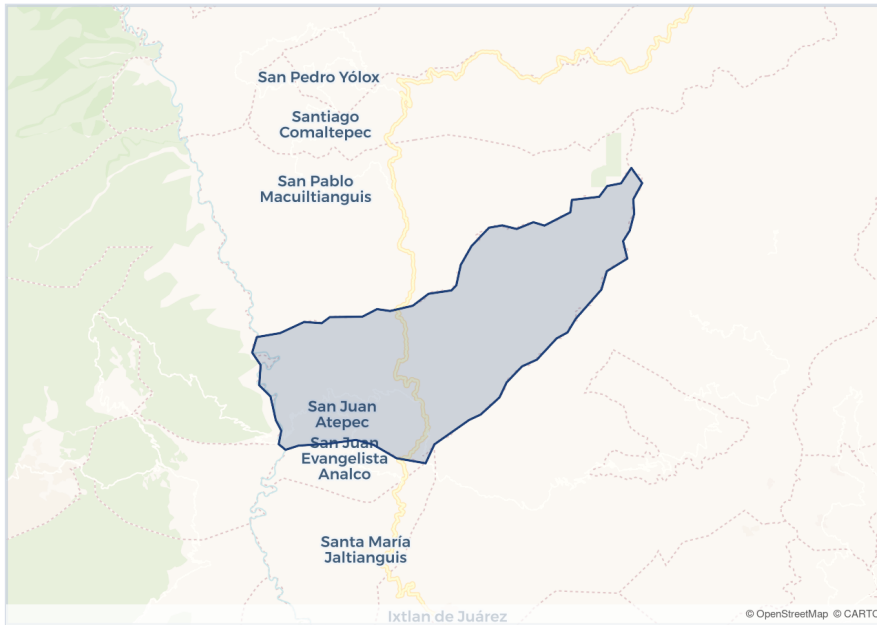 San Pedro Yólox
Santiago
Comaltepec
San Pablo
Macuiltianguis
San Juan
Atepec
San Juan
Evangelista
Analco
Santa María
Jaltianguis
Ixtlan de Juárez
© OpenStreetMap © CARTO